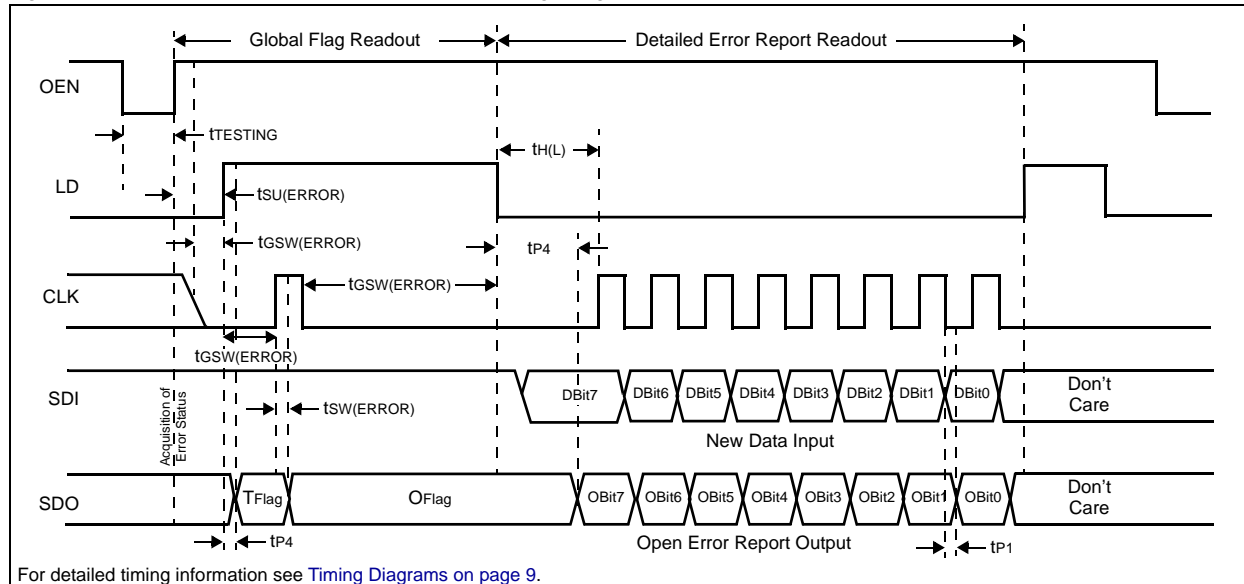 Global Flag Readout
Detailed Error Report Readout
OEN
tTESTING
tH(L)
LD
tSU(ERROR)
tGSW(ERROR)
tP4
CLK
tGSW(ERROR)
tGSW(ERROR)
SDI
DBit7 DBit6 DBit5 DBit4 DBit3 DBit2 DBit1 DBit0
Don't
Care
Acquisition of
Error Status
tSW(ERROR)
New Data Input
SDO
TFlag
OFlag
OBit7 OBit6 OBit5 OBit4 OBit3 OBit2 OBit1 OBit0
Don't
Care
tP4
Open Error Report Output
tP1
For detailed timing information see Timing Diagrams on page 9.